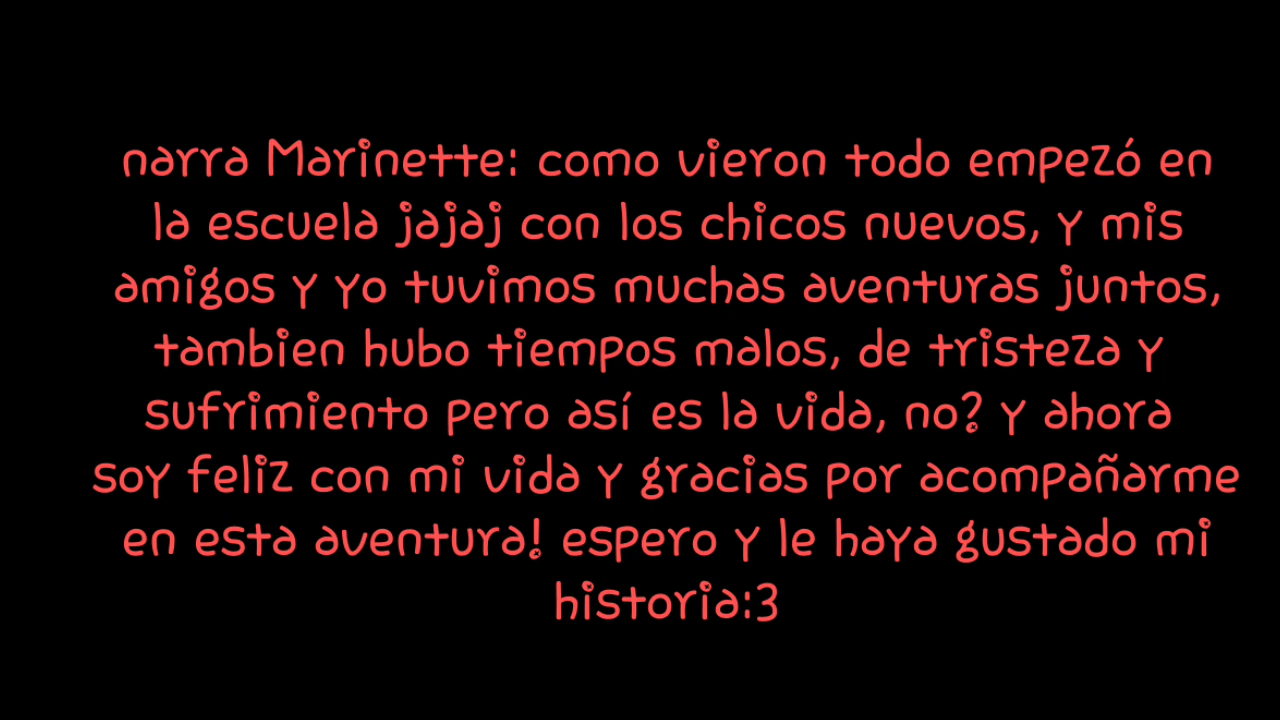 narra Marinette: como vieron todo empezó en
la escuela jajaj con los chicos nuevos, y mis
amigos y yo tuvimos muchas aventuras juntos,
tambien hubo tiempos malos, de tristeza y
sufrimiento pero así es la vida, no? y ahora
soy feliz con mi vida y gracias por acompañarme
en esta aventura! espero y le haya gustado mi
historia:3